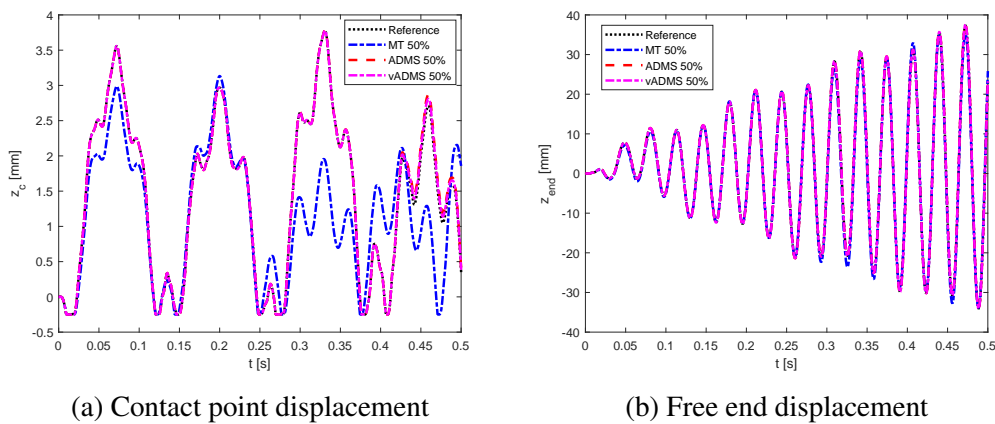 4
3.5
3
2.5
2
1.5
1
0.5
0
-0.5
z_c [mm]
0 0.05 0.1 0.15 0.2 0.25 0.3 0.35 0.4 0.45 0.5
t [s]
Reference
MT 50%
ADMS 50%
vADMS 50%
(a) Contact point displacement
40
30
20
10
0
-10
-20
-30
-40
z_end [mm]
0 0.05 0.1 0.15 0.2 0.25 0.3 0.35 0.4 0.45 0.5
t [s]
Reference
MT 50%
ADMS 50%
vADMS 50%
(b) Free end displacement